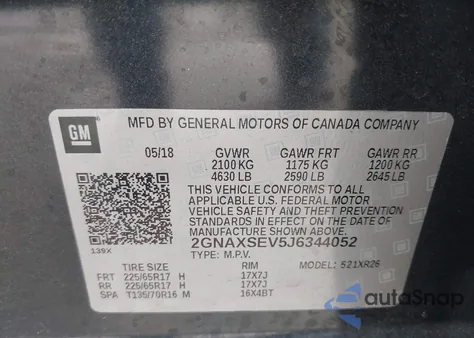 GM
MFD BY GENERAL MOTORS OF CANADA COMPANY
05/18 GVWR GAWR FRT GAWR RR
2100 KG 1175 KG 1200 KG
4630 LB 2590 LB 2645 LB
THIS VEHICLE CONFORMS TO ALL
APPLICABLE U.S. FEDERAL MOTOR
VEHICLE SAFETY AND THEFT PREVENTION
STANDARDS IN EFFECT ON THE DATE
OF MANUFACTURE SHOWN ABOVE.
2GNAXSEV5J6344052
139X
TYPE: M.P.V. MODEL: 521XR26
TIRE SIZE RIM
FRT 225/65R17 H 17X7J
RR 225/65R17 H 17X7J
SPA T135/70R16 M 16X4BT
autoSnap